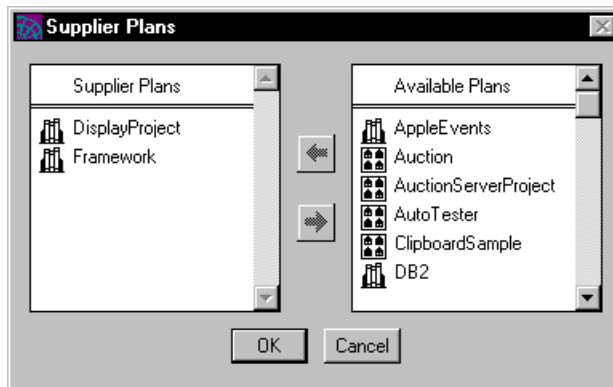 Supplier Plans
Supplier Plans
DisplayProject
Framework
Available Plans
AppleEvents
Auction
AuctionServerProject
AutoTester
ClipboardSample
DB2
OK
Cancel